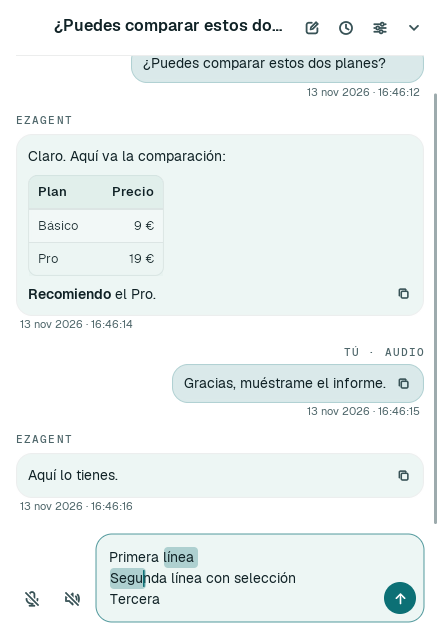 ¿Puedes comparar estos do...
¿Puedes comparar estos dos planes?
13 nov 2026 · 16:46:12
EZAGENT
Claro. Aquí va la comparación:
Plan Precio
Básico 9 €
Pro 19 €
Recomiendo el Pro.
13 nov 2026 · 16:46:14
TÚ · AUDIO
Gracias, muéstrame el informe.
13 nov 2026 · 16:46:15
EZAGENT
Aquí lo tienes.
13 nov 2026 · 16:46:16
Primera línea
Segunda línea con selección
Tercera